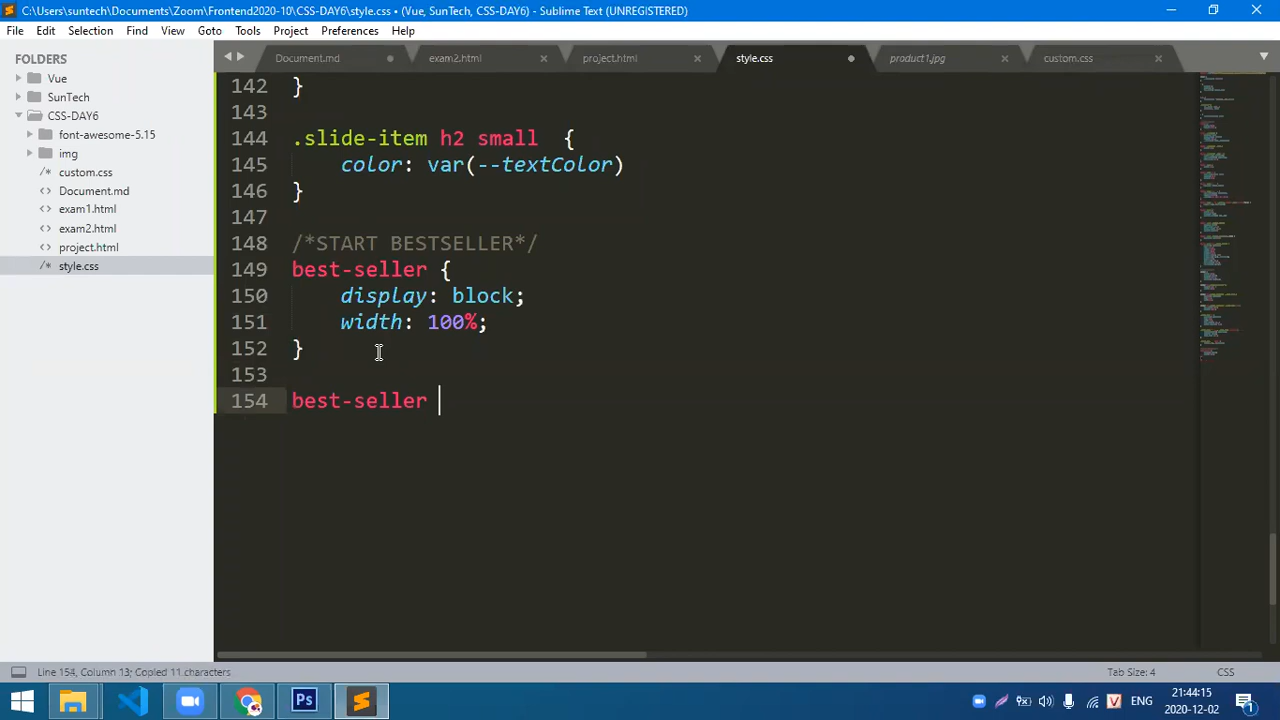 C:\Users\suntech\Documents\Zoom\Frontend2020-10\CSS-DAY6\style.css • (Vue, SunTech, CSS-DAY6) - Sublime Text (UNREGISTERED)
File Edit Selection Find View Goto Tools Project Preferences Help
FOLDERS
Vue
SunTech
CSS-DAY6
font-awesome-5.15
img
custom.css
Document.md
exam1.html
exam2.html
project.html
style.css
Document.md exam2.html project.html style.css product1.jpg custom.css
142 }
143
144 .slide-item h2 small  {
145     color: var(--textColor)
146 }
147
148 /*START BESTSELLER*/
149 best-seller {
150     display: block;
151     width: 100%;
152 }
153
154 best-seller
Line 154, Column 13; Copied 11 characters
Tab Size: 4 CSS
Ps
V ENG
21:44:15
2020-12-02
1